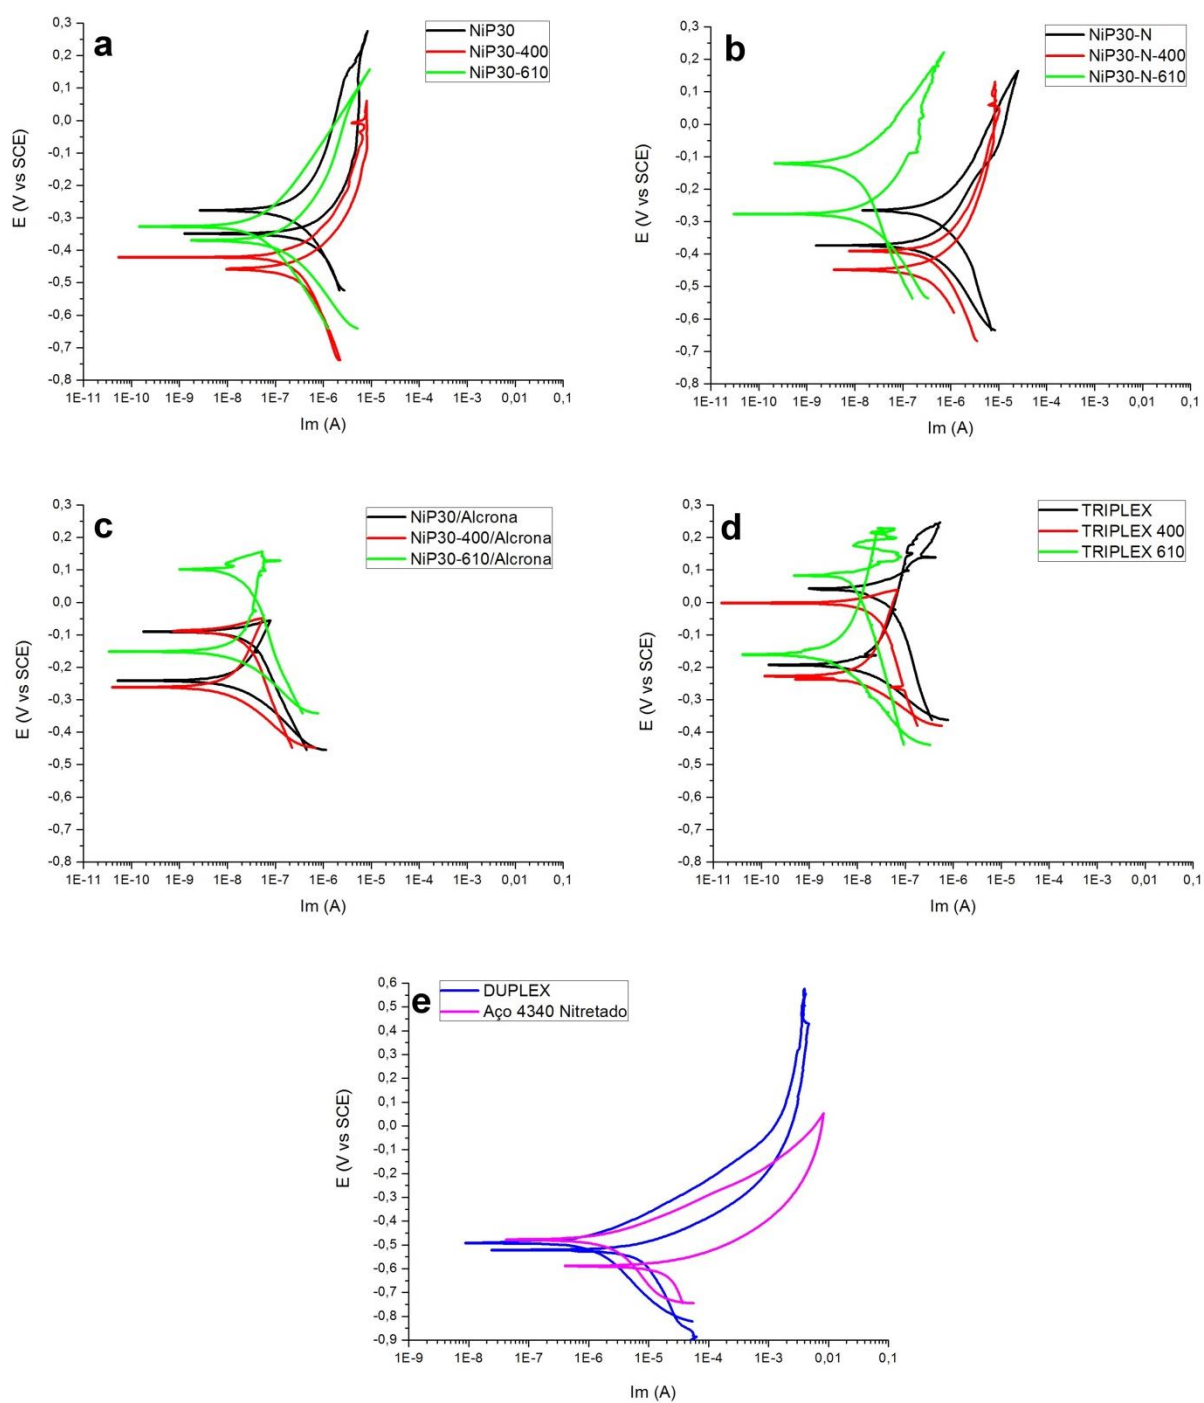 a
NiP30
NiP30-400
NiP30-610
E (V vs SCE)
0,3
0,2
0,1
0,0
-0,1
-0,2
-0,3
-0,4
-0,5
-0,6
-0,7
-0,8
1E-11 1E-10 1E-9 1E-8 1E-7 1E-6 1E-5 1E-4 1E-3 0,01 0,1
Im (A)
b
NiP30-N
NiP30-N-400
NiP30-N-610
E (V vs SCE)
0,3
0,2
0,1
0,0
-0,1
-0,2
-0,3
-0,4
-0,5
-0,6
-0,7
-0,8
1E-11 1E-10 1E-9 1E-8 1E-7 1E-6 1E-5 1E-4 1E-3 0,01 0,1
Im (A)
c
NiP30/Alcrona
NiP30-400/Alcrona
NiP30-610/Alcrona
E (V vs SCE)
0,3
0,2
0,1
0,0
-0,1
-0,2
-0,3
-0,4
-0,5
-0,6
-0,7
-0,8
1E-11 1E-10 1E-9 1E-8 1E-7 1E-6 1E-5 1E-4 1E-3 0,01 0,1
Im (A)
d
TRIPLEX
TRIPLEX 400
TRIPLEX 610
E (V vs SCE)
0,3
0,2
0,1
0,0
-0,1
-0,2
-0,3
-0,4
-0,5
-0,6
-0,7
-0,8
1E-11 1E-10 1E-9 1E-8 1E-7 1E-6 1E-5 1E-4 1E-3 0,01 0,1
Im (A)
e
DUPLEX
Aço 4340 Nitretado
E (V vs SCE)
0,6
0,5
0,4
0,3
0,2
0,1
0,0
-0,1
-0,2
-0,3
-0,4
-0,5
-0,6
-0,7
-0,8
-0,9
1E-9 1E-8 1E-7 1E-6 1E-5 1E-4 1E-3 0,01 0,1
Im (A)